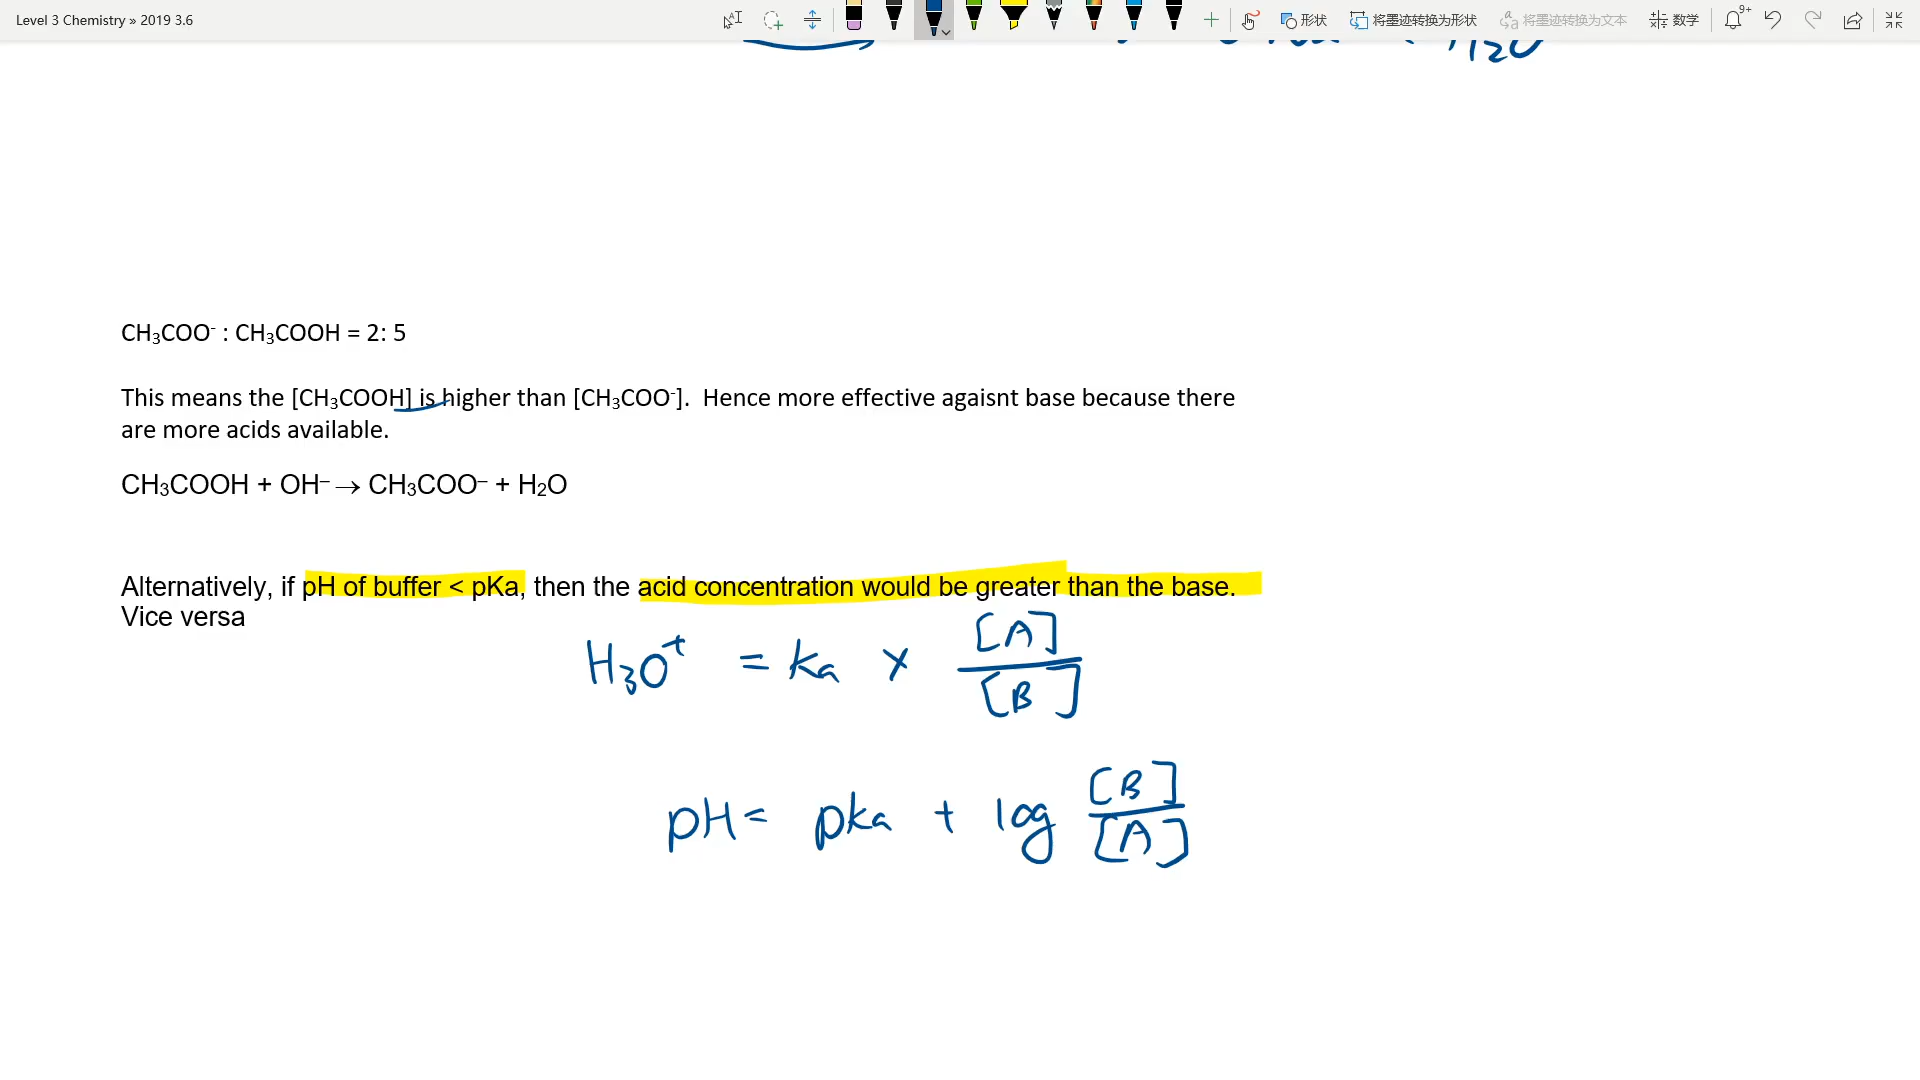 Level 3 Chemistry » 2019 3.6
形状 将墨迹转换为形状 将墨迹转换为文本 数学 9+
H₂O
CH₃COO⁻ : CH₃COOH = 2: 5
This means the [CH₃COOH] is higher than [CH₃COO⁻].  Hence more effective agaisnt base because there
are more acids available.
CH₃COOH + OH⁻ → CH₃COO⁻ + H₂O
Alternatively, if pH of buffer < pKa, then the acid concentration would be greater than the base.
Vice versa
H₃O⁺ = ka × [A] / [B]
pH = pka + log [B] / [A]